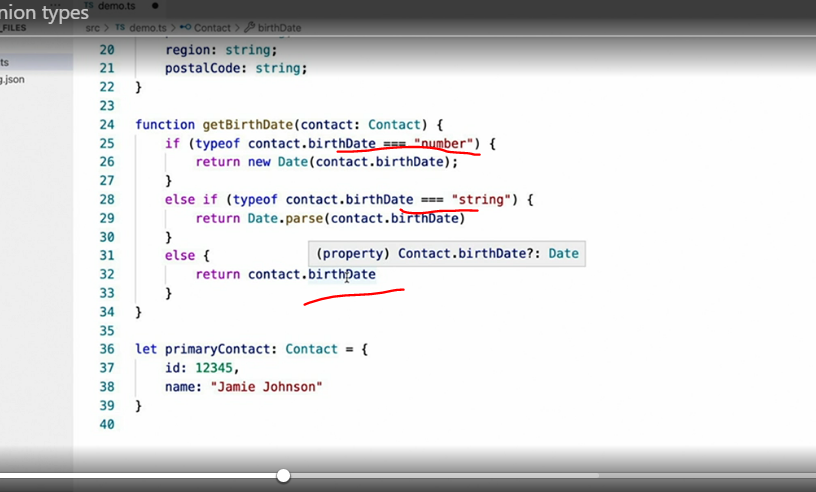 nion types
demo.ts
FILES
src > TS demo.ts > Contact > birthDate
ts
g.json
20 region: string;
21 postalCode: string;
22 }
23
24 function getBirthDate(contact: Contact) {
25 if (typeof contact.birthDate === "number") {
26 return new Date(contact.birthDate);
27 }
28 else if (typeof contact.birthDate === "string") {
29 return Date.parse(contact.birthDate)
30 }
31 else {
(property) Contact.birthDate?: Date
32 return contact.birthDate
33 }
34 }
35
36 let primaryContact: Contact = {
37 id: 12345,
38 name: "Jamie Johnson"
39 }
40